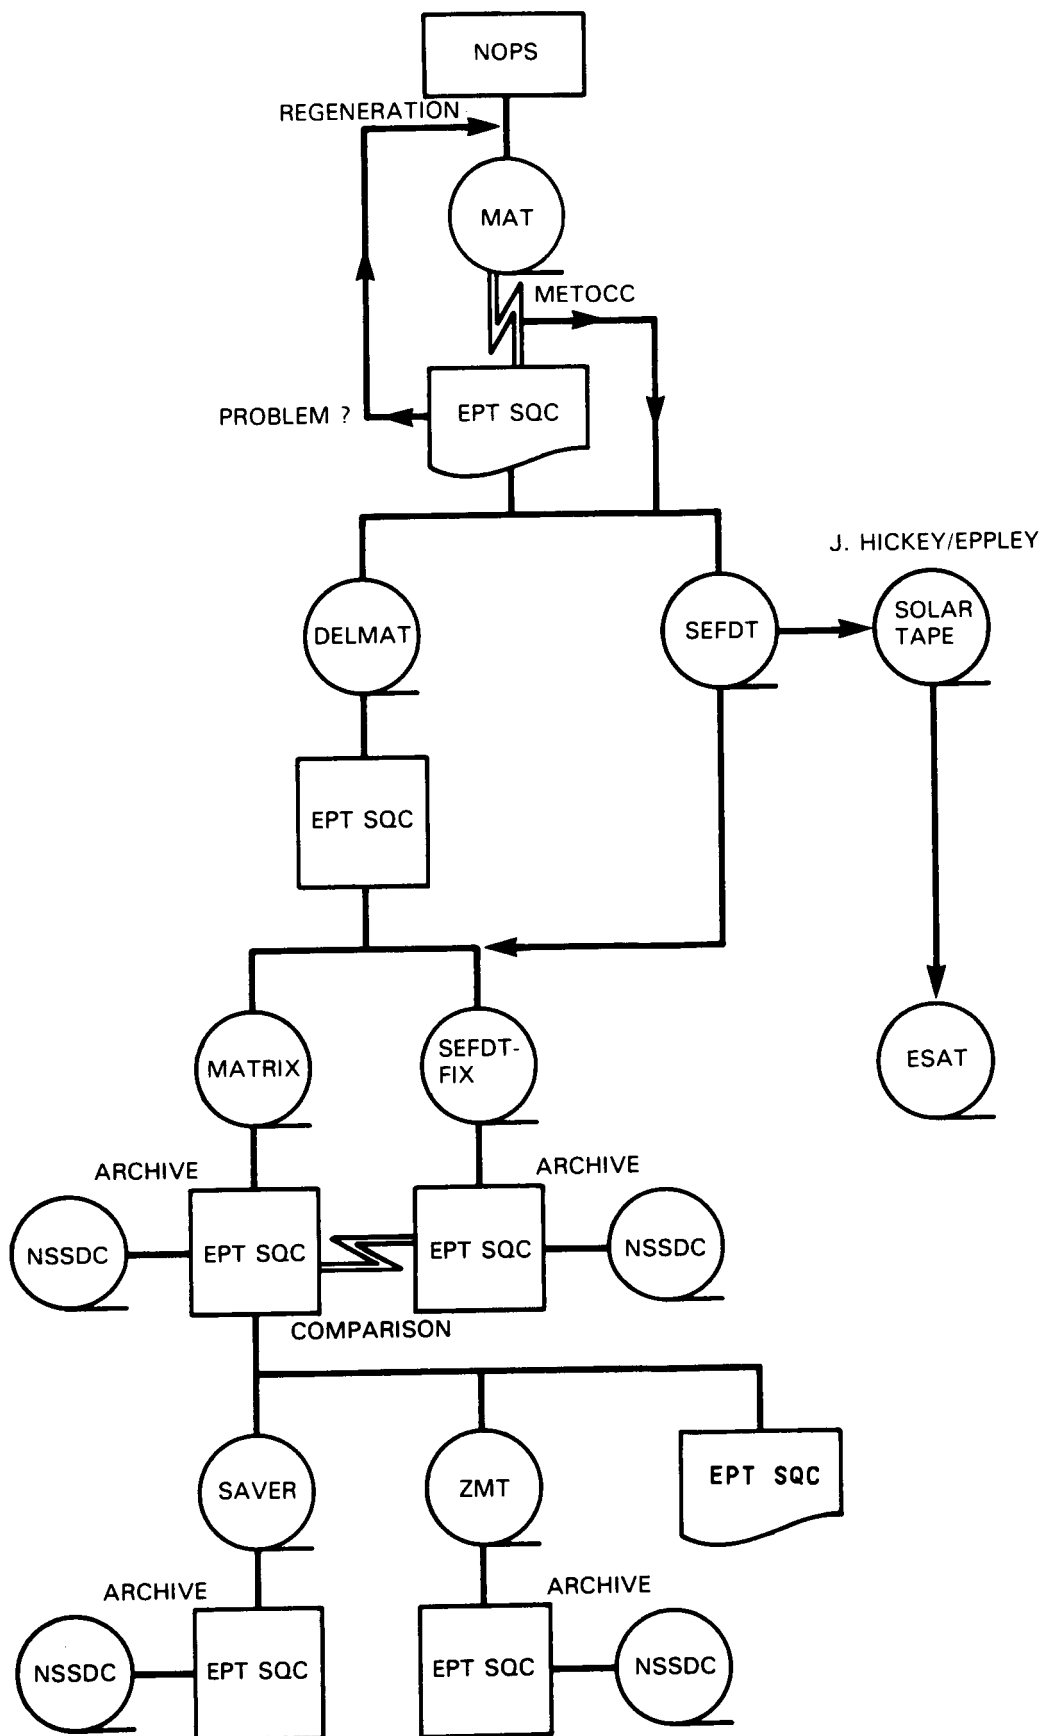 NOPS
REGENERATION
MAT
METOCC
PROBLEM ?
EPT SQC
J. HICKEY/EPPLEY
DELMAT
SEFDT
SOLAR
TAPE
EPT SQC
MATRIX
SEFDT-
FIX
ESAT
ARCHIVE
ARCHIVE
NSSDC
EPT SQC
EPT SQC
NSSDC
COMPARISON
SAVER
ZMT
EPT SQC
ARCHIVE
ARCHIVE
NSSDC
EPT SQC
EPT SQC
NSSDC